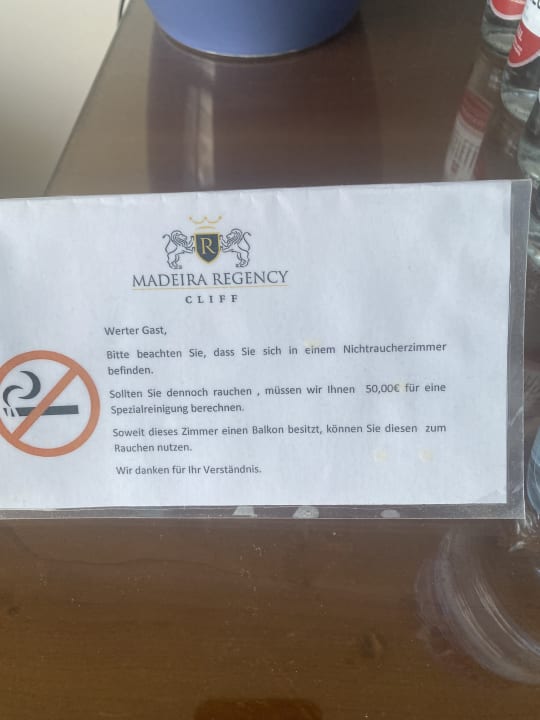 R
MADEIRA REGENCY
CLIFF
Werter Gast,
Bitte beachten Sie, dass Sie sich in einem Nichtraucherzimmer
befinden.
Sollten Sie dennoch rauchen , müssen wir Ihnen 50,00€ für eine
Spezialreinigung berechnen.
Soweit dieses Zimmer einen Balkon besitzt, können Sie diesen zum
Rauchen nutzen.
Wir danken für Ihr Verständnis.